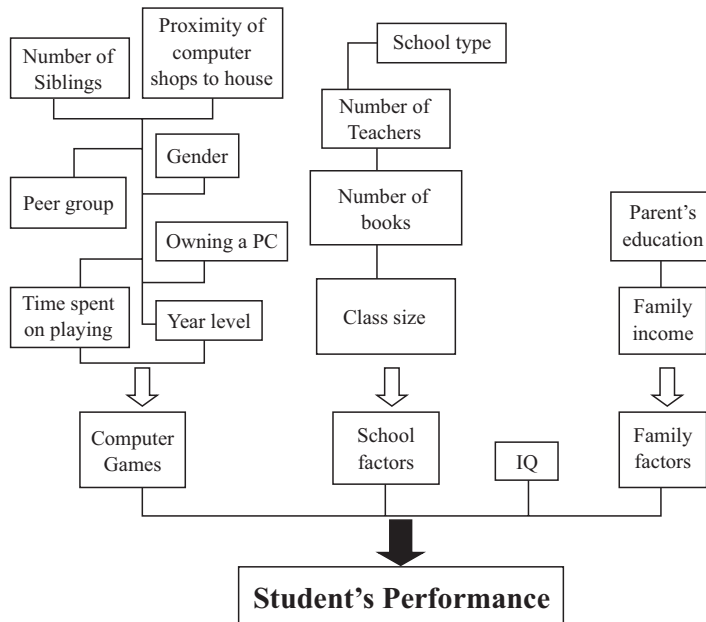 Number of
Siblings
Proximity of
computer
shops to house
School type
Number of
Teachers
Gender
Peer group
Number of
books
Owning a PC
Parent's
education
Time spent
on playing
Year level
Class size
Family
income
Computer
Games
School
factors
IQ
Family
factors
Student's Performance